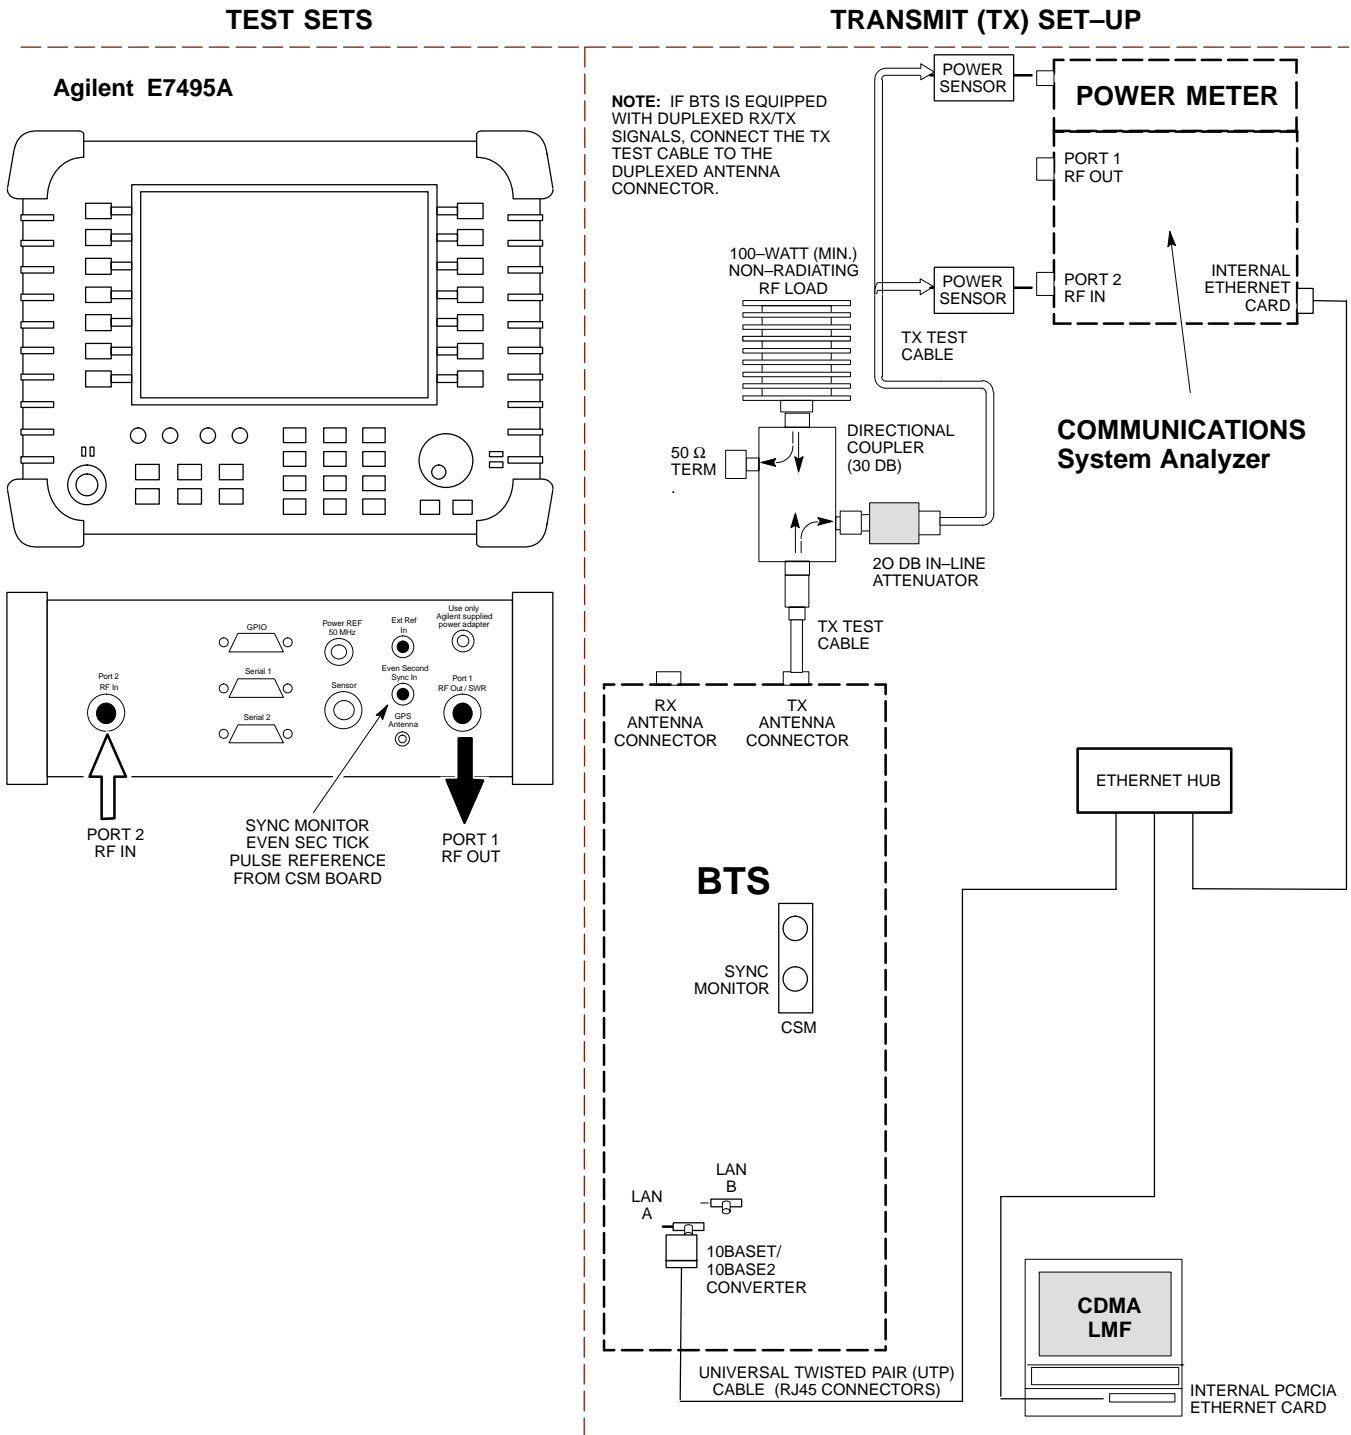 TEST SETS
TRANSMIT (TX) SET–UP
Agilent E7495A
NOTE: IF BTS IS EQUIPPED
WITH DUPLEXED RX/TX
SIGNALS, CONNECT THE TX
TEST CABLE TO THE
DUPLEXED ANTENNA
CONNECTOR.
POWER
SENSOR
POWER METER
PORT 1
RF OUT
100–WATT (MIN.)
NON–RADIATING
RF LOAD
POWER
SENSOR
PORT 2
RF IN
INTERNAL
ETHERNET
CARD
TX TEST
CABLE
COMMUNICATIONS
System Analyzer
50 Ω
TERM
.
DIRECTIONAL
COUPLER
(30 DB)
2O DB IN–LINE
ATTENUATOR
TX TEST
CABLE
GPIO
Serial 1
Serial 2
Power REF
50 MHz
Sensor
Ext Ref
In
Even Second
Sync In
GPS
Antenna
Use only
Agilent supplied
power adapter
Port 1
RF Out / SWR
Port 2
RF In
PORT 2
RF IN
SYNC MONITOR
EVEN SEC TICK
PULSE REFERENCE
FROM CSM BOARD
PORT 1
RF OUT
RX
ANTENNA
CONNECTOR
TX
ANTENNA
CONNECTOR
ETHERNET HUB
BTS
SYNC
MONITOR
CSM
LAN
B
LAN
A
10BASET/
10BASE2
CONVERTER
UNIVERSAL TWISTED PAIR (UTP)
CABLE (RJ45 CONNECTORS)
CDMA
LMF
INTERNAL PCMCIA
ETHERNET CARD